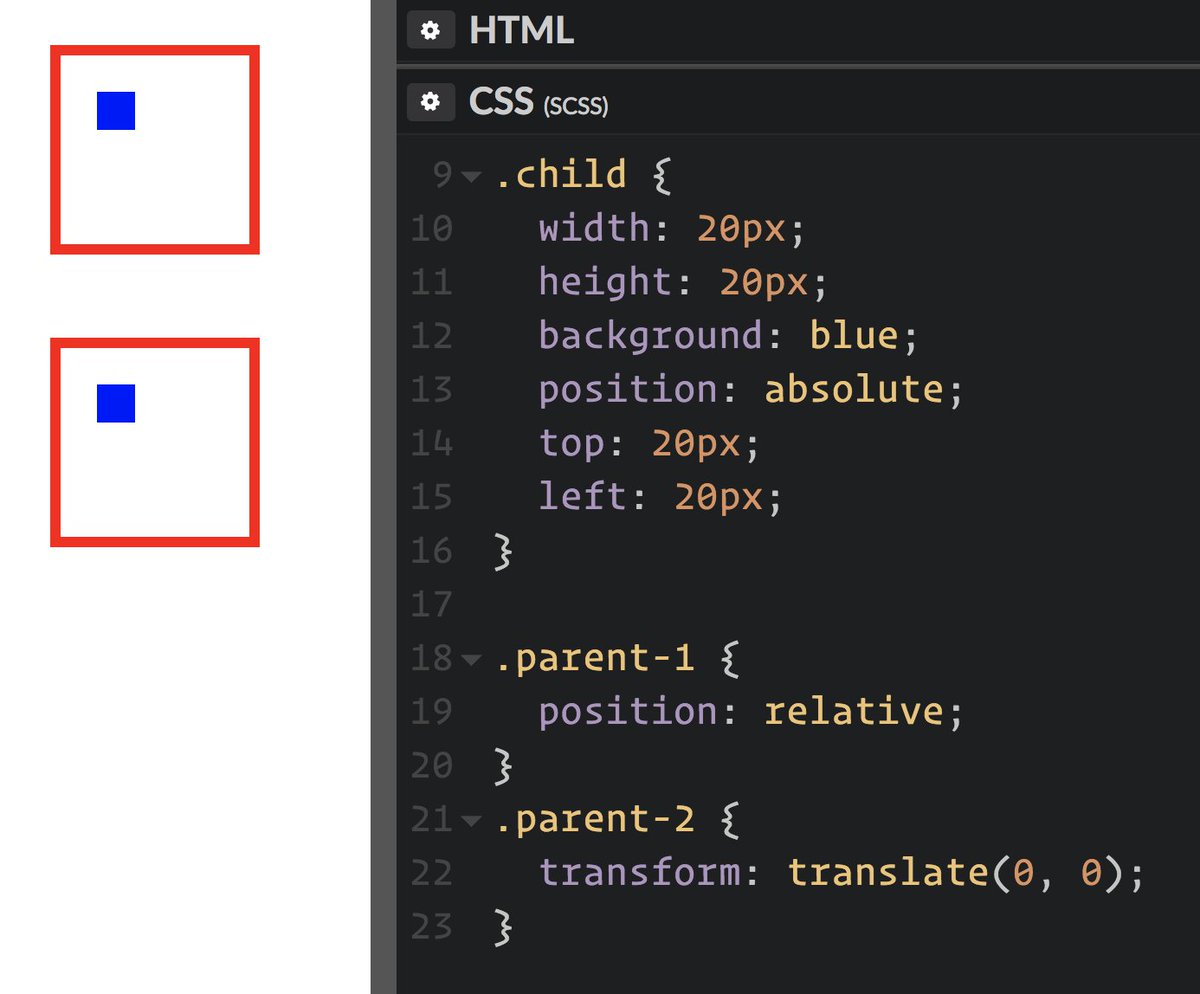 HTML
CSS (SCSS)
9 .child {
10 width: 20px;
11 height: 20px;
12 background: blue;
13 position: absolute;
14 top: 20px;
15 left: 20px;
16 }
17
18 .parent-1 {
19 position: relative;
20 }
21 .parent-2 {
22 transform: translate(0, 0);
23 }